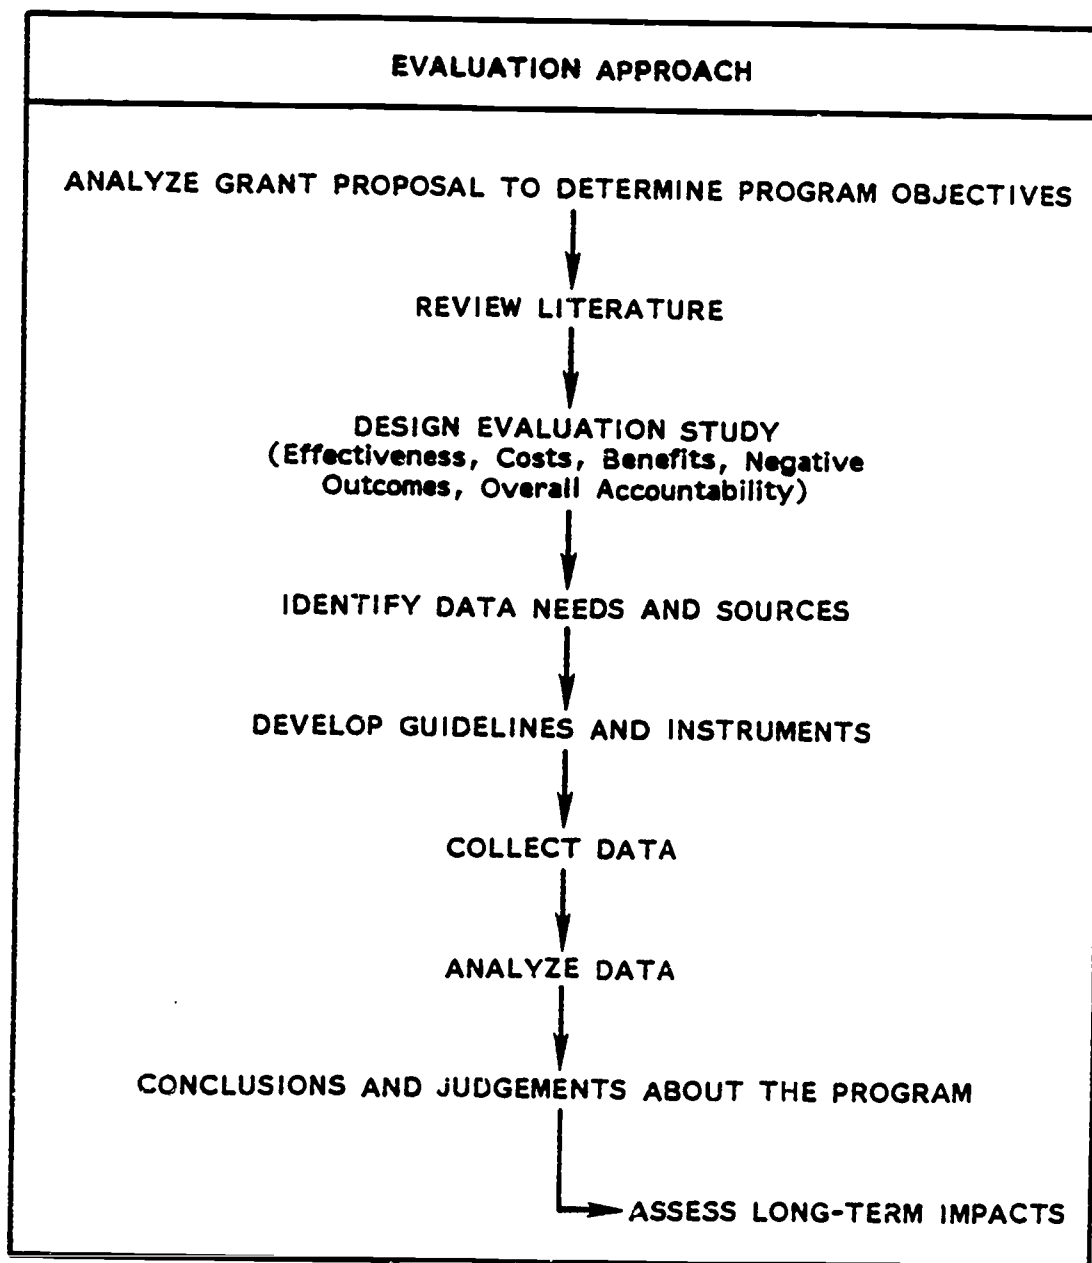 EVALUATION APPROACH
ANALYZE GRANT PROPOSAL TO DETERMINE PROGRAM OBJECTIVES
REVIEW LITERATURE
DESIGN EVALUATION STUDY
(Effectiveness, Costs, Benefits, Negative
Outcomes, Overall Accountability)
IDENTIFY DATA NEEDS AND SOURCES
DEVELOP GUIDELINES AND INSTRUMENTS
COLLECT DATA
ANALYZE DATA
CONCLUSIONS AND JUDGEMENTS ABOUT THE PROGRAM
ASSESS LONG-TERM IMPACTS